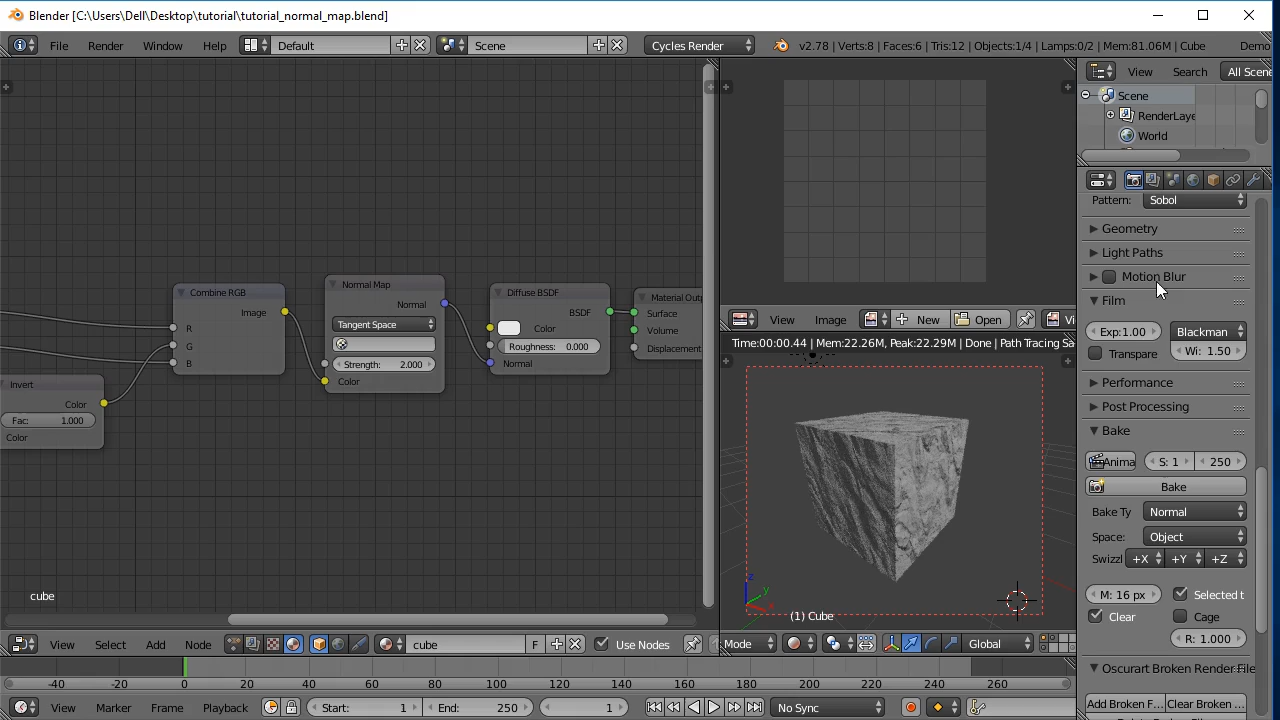 Blender [C:\Users\Dell\Desktop\tutorial\tutorial_normal_map.blend]
File Render Window Help Default Scene Cycles Render v2.78 | Verts:8 | Faces:6 | Tris:12 | Objects:1/4 | Lamps:0/2 | Mem:81.06M | Cube Demo
View Search All Scene
Scene
RenderLaye
World
Pattern: Sobol
Geometry
Light Paths
Motion Blur
Film
Exp:1.00 Blackman
Transpare Wi: 1.50
Performance
Post Processing
Bake
Anima S: 1 250
Bake
Bake Ty Normal
Space: Object
Swizzl +X +Y +Z
M: 16 px Selected t
Clear Cage
R: 1.000
Oscurart Broken Render File
Add Broken F... Clear Broken ...
Combine RGB
Image
R
G
B
Invert
Color
Fac: 1.000
Color
Normal Map
Normal
Tangent Space
Strength: 2.000
Color
Diffuse BSDF
BSDF
Color
Roughness: 0.000
Normal
Material Outp
Surface
Volume
Displacement
cube
View Select Add Node cube F Use Nodes
View Image New Open Vi
Time:00:00.44 | Mem:22.26M, Peak:22.29M | Done | Path Tracing Sa
z
y
x
(1) Cube
Mode Global
-40 -20 0 20 40 60 80 100 120 140 160 180 200 220 240 260
View Marker Frame Playback Start: 1 End: 250 1 No Sync